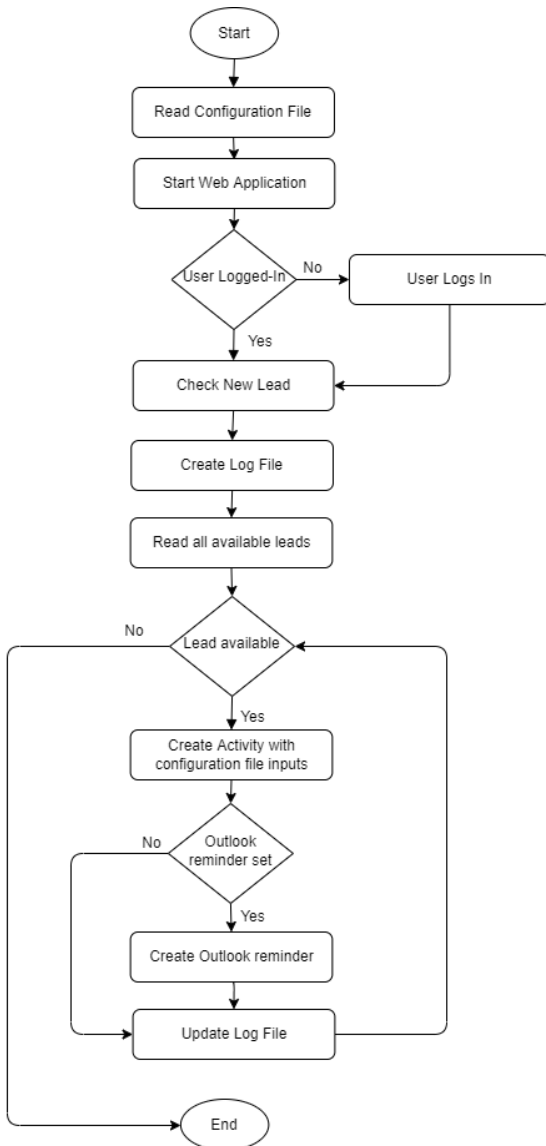 Start
Read Configuration File
Start Web Application
User Logged-In
No
User Logs In
Yes
Check New Lead
Create Log File
Read all available leads
No
Lead available
Yes
Create Activity with
configuration file inputs
No
Outlook
reminder set
Yes
Create Outlook reminder
Update Log File
End